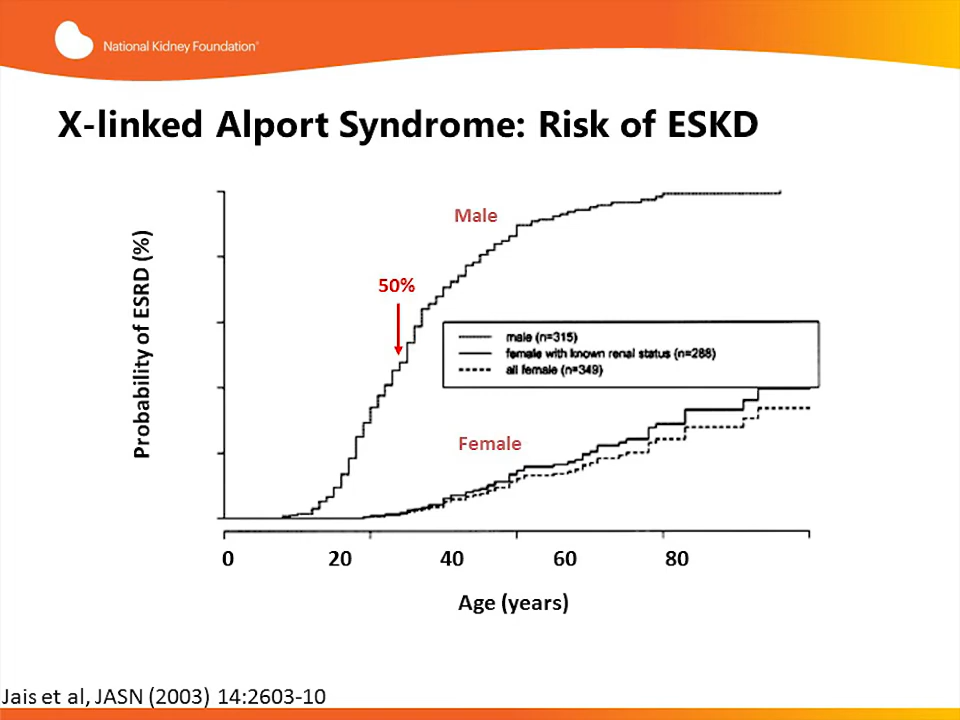 National Kidney Foundation®
X-linked Alport Syndrome: Risk of ESKD
Probability of ESRD (%)
Male
50%
male (n=315)
female with known renal status (n=288)
all female (n=349)
Female
0 20 40 60 80
Age (years)
Jais et al, JASN (2003) 14:2603-10